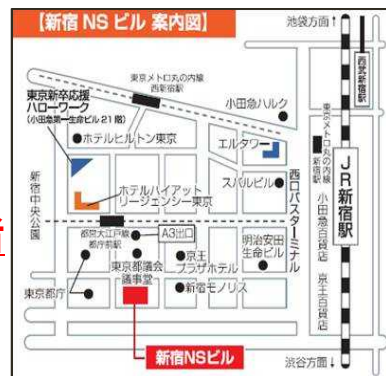 【新宿 NS ビル 案内図】
池袋方面↑
西武新宿駅
東京メトロ丸の内線
西新宿駅
小田急ハルク
東京新卒応援
ハローワーク
(小田急第一生命ビル 21 階)
ホテルヒルトン東京
エルタワー
東京メトロ丸の内線
新宿駅
JR新宿駅
スバルビル
西口バスターミナル
小田急百貨店
京王百貨店
新宿中央公園
ホテルハイアット
リージェンシー東京
都営大江戸線
都庁前駅
A3出口
明治安田
生命ビル
京王
プラザホテル
東京都議会
議事堂
東京都庁
新宿モノリス
新宿NSビル
渋谷方面↓